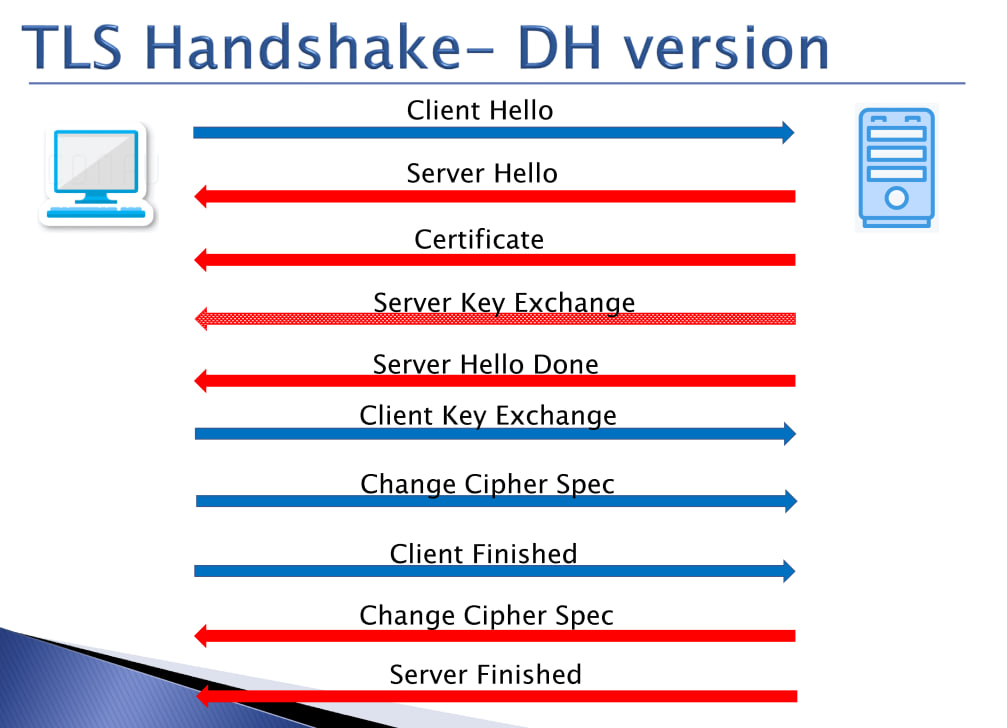 TLS Handshake– DH version
Client Hello
Server Hello
Certificate
Server Key Exchange
Server Hello Done
Client Key Exchange
Change Cipher Spec
Client Finished
Change Cipher Spec
Server Finished